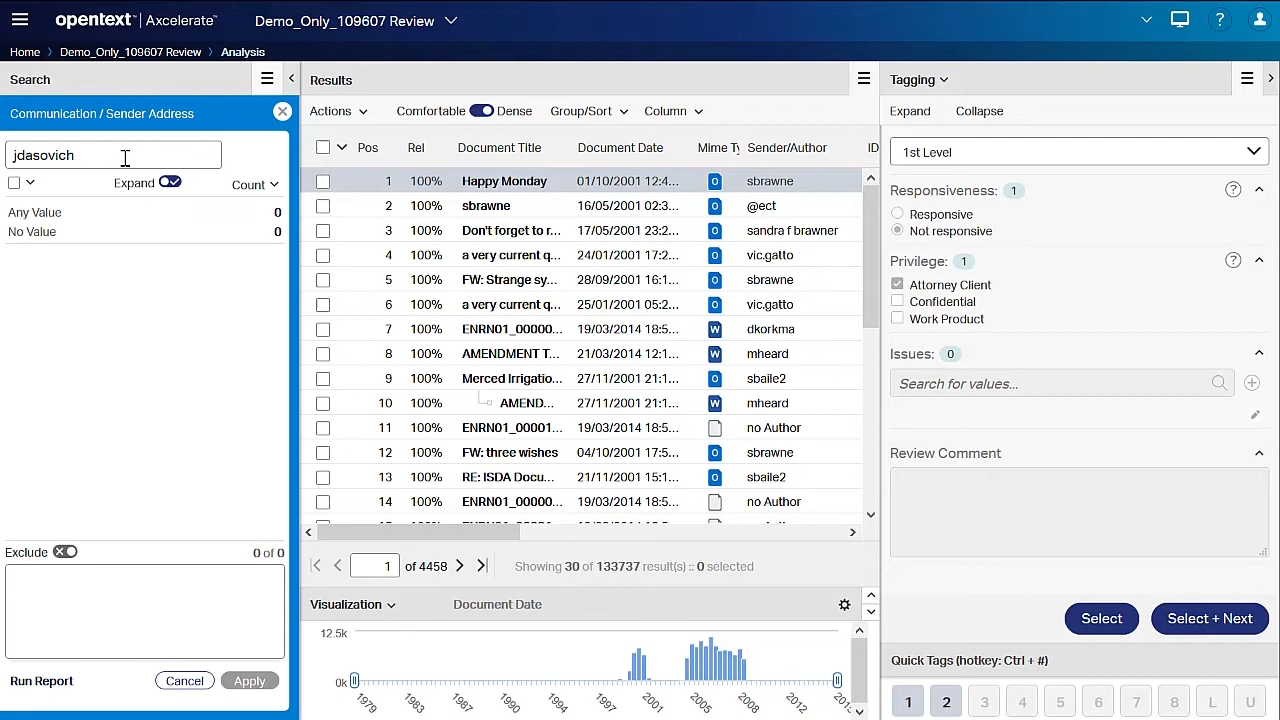 opentext | Axcelerate™
Demo_Only_109607 Review
Home > Demo_Only_109607 Review > Analysis
Search
Communication / Sender Address
jdasovich
Expand
Count
Any Value 0
No Value 0
Exclude
0 of 0
Run Report
Cancel
Apply
Results
Actions
Comfortable
Dense
Group/Sort
Column
Pos Rel Document Title Document Date Mime Ty Sender/Author ID
1 100% Happy Monday 01/10/2001 12:4... sbrawne
2 100% sbrawne 16/05/2001 02:3... @ect
3 100% Don't forget to r... 17/05/2001 23:2... sandra f brawner
4 100% a very current q... 24/01/2001 17:2... vic.gatto
5 100% FW: Strange sy... 28/09/2001 16:1... sbrawne
6 100% a very current q... 25/01/2001 05:2... vic.gatto
7 100% ENRN01_00000... 19/03/2014 18:5... W dkorkma
8 100% AMENDMENT T... 21/03/2014 12:1... W mheard
9 100% Merced Irrigatio... 27/11/2001 21:1... sbaile2
10 100% AMEND... 27/11/2001 21:1... W mheard
11 100% ENRN01_00001... 19/03/2014 18:5... no Author
12 100% FW: three wishes 04/10/2001 17:5... sbrawne
13 100% RE: ISDA Docu... 21/11/2001 15:1... sbaile2
14 100% ENRN01_00000... 19/03/2014 18:5... no Author
1 of 4458
Showing 30 of 133737 result(s) :: 0 selected
Visualization
Document Date
12.5k
0k
1979 1983 1987 1990 1994 1997 2001 2005 2008 2012
Tagging
Expand
Collapse
1st Level
Responsiveness: 1
Responsive
Not responsive
Privilege: 1
Attorney Client
Confidential
Work Product
Issues: 0
Search for values...
Review Comment
Select
Select + Next
Quick Tags (hotkey: Ctrl + #)
1 2 3 4 5 6 7 8 L U